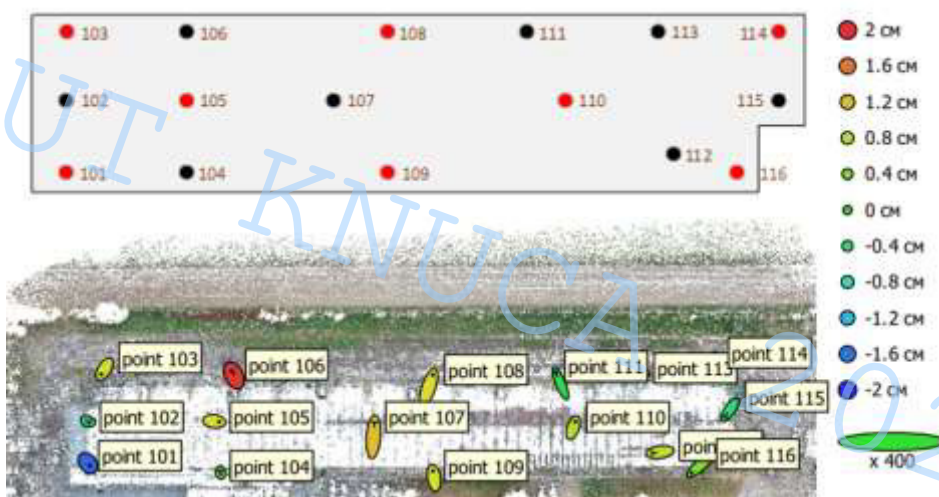 103 106 108 111 113 114
102 105 107 110 115
101 104 109 112 116
2 см
1.6 см
1.2 см
0.8 см
0.4 см
0 см
-0.4 см
-0.8 см
-1.2 см
-1.6 см
-2 см
x 400
point 103
point 106
point 108
point 111
point 113
point 114
point 102
point 105
point 107
point 110
point 115
point 101
point 104
point 109
point 116
UT KNUCA 202